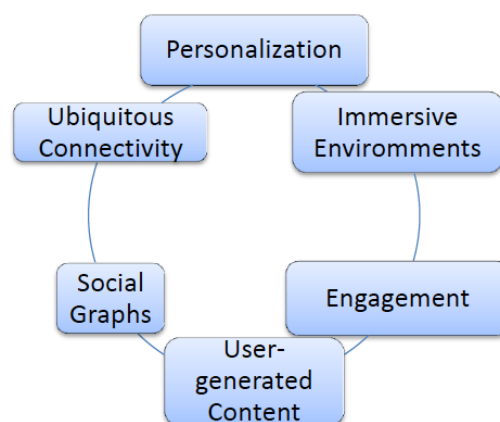 Personalization
Immersive
Enviromments
Engagement
User-
generated
Content
Social
Graphs
Ubiquitous
Connectivity